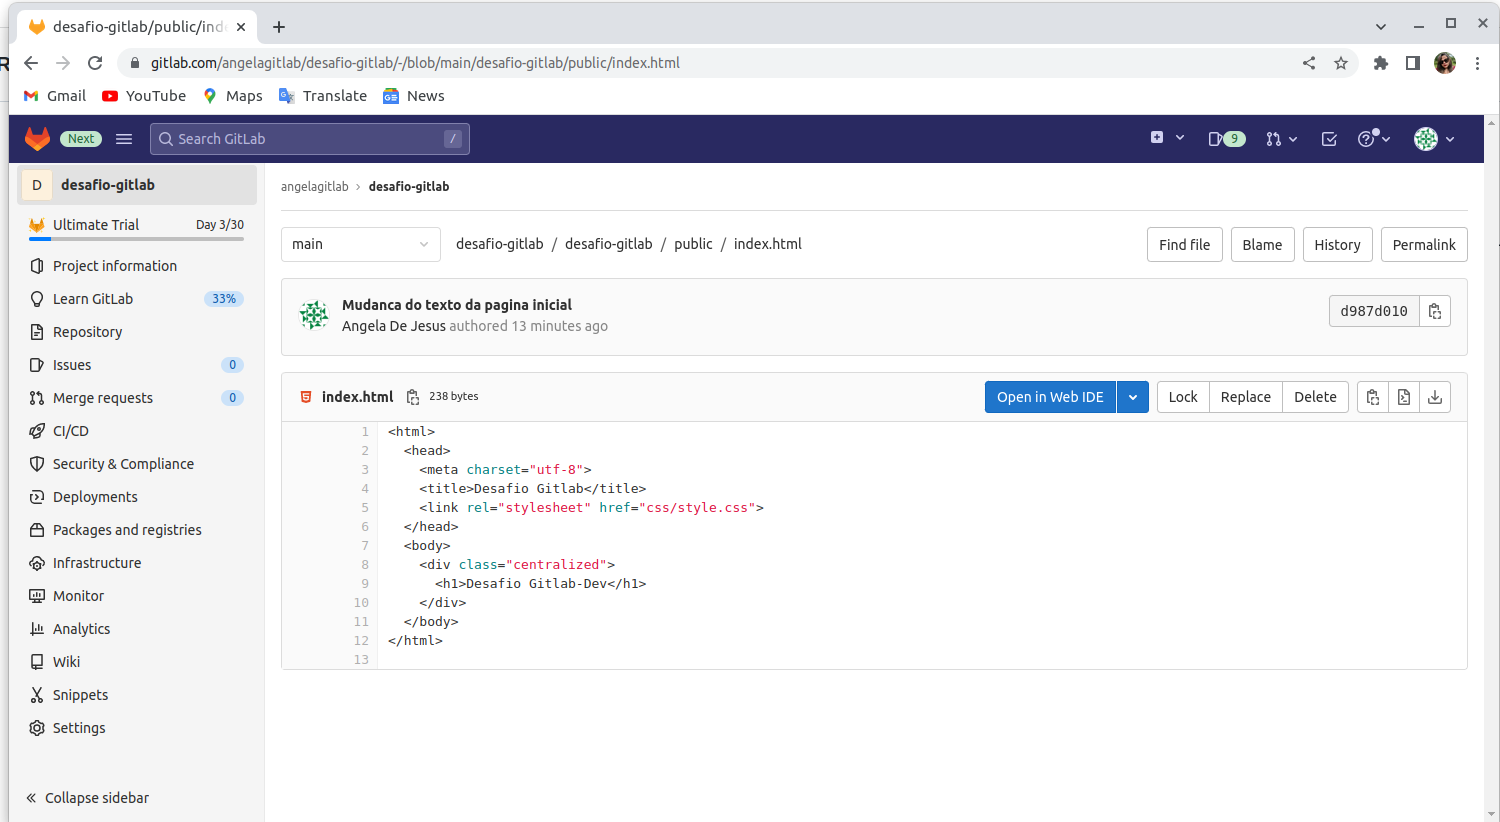 desafio-gitlab/public/inde
gitlab.com/angelagitlab/desafio-gitlab/-/blob/main/desafio-gitlab/public/index.html
Gmail YouTube Maps Translate News
Next Search GitLab / 9
D desafio-gitlab
Ultimate Trial Day 3/30
Project information
Learn GitLab 33%
Repository
Issues 0
Merge requests 0
CI/CD
Security & Compliance
Deployments
Packages and registries
Infrastructure
Monitor
Analytics
Wiki
Snippets
Settings
Collapse sidebar
angelagitlab › desafio-gitlab
main desafio-gitlab / desafio-gitlab / public / index.html Find file Blame History Permalink
Mudanca do texto da pagina inicial
Angela De Jesus authored 13 minutes ago
d987d010
index.html 238 bytes Open in Web IDE Lock Replace Delete
1 <html>
2 <head>
3 <meta charset="utf-8">
4 <title>Desafio Gitlab</title>
5 <link rel="stylesheet" href="css/style.css">
6 </head>
7 <body>
8 <div class="centralized">
9 <h1>Desafio Gitlab-Dev</h1>
10 </div>
11 </body>
12 </html>
13